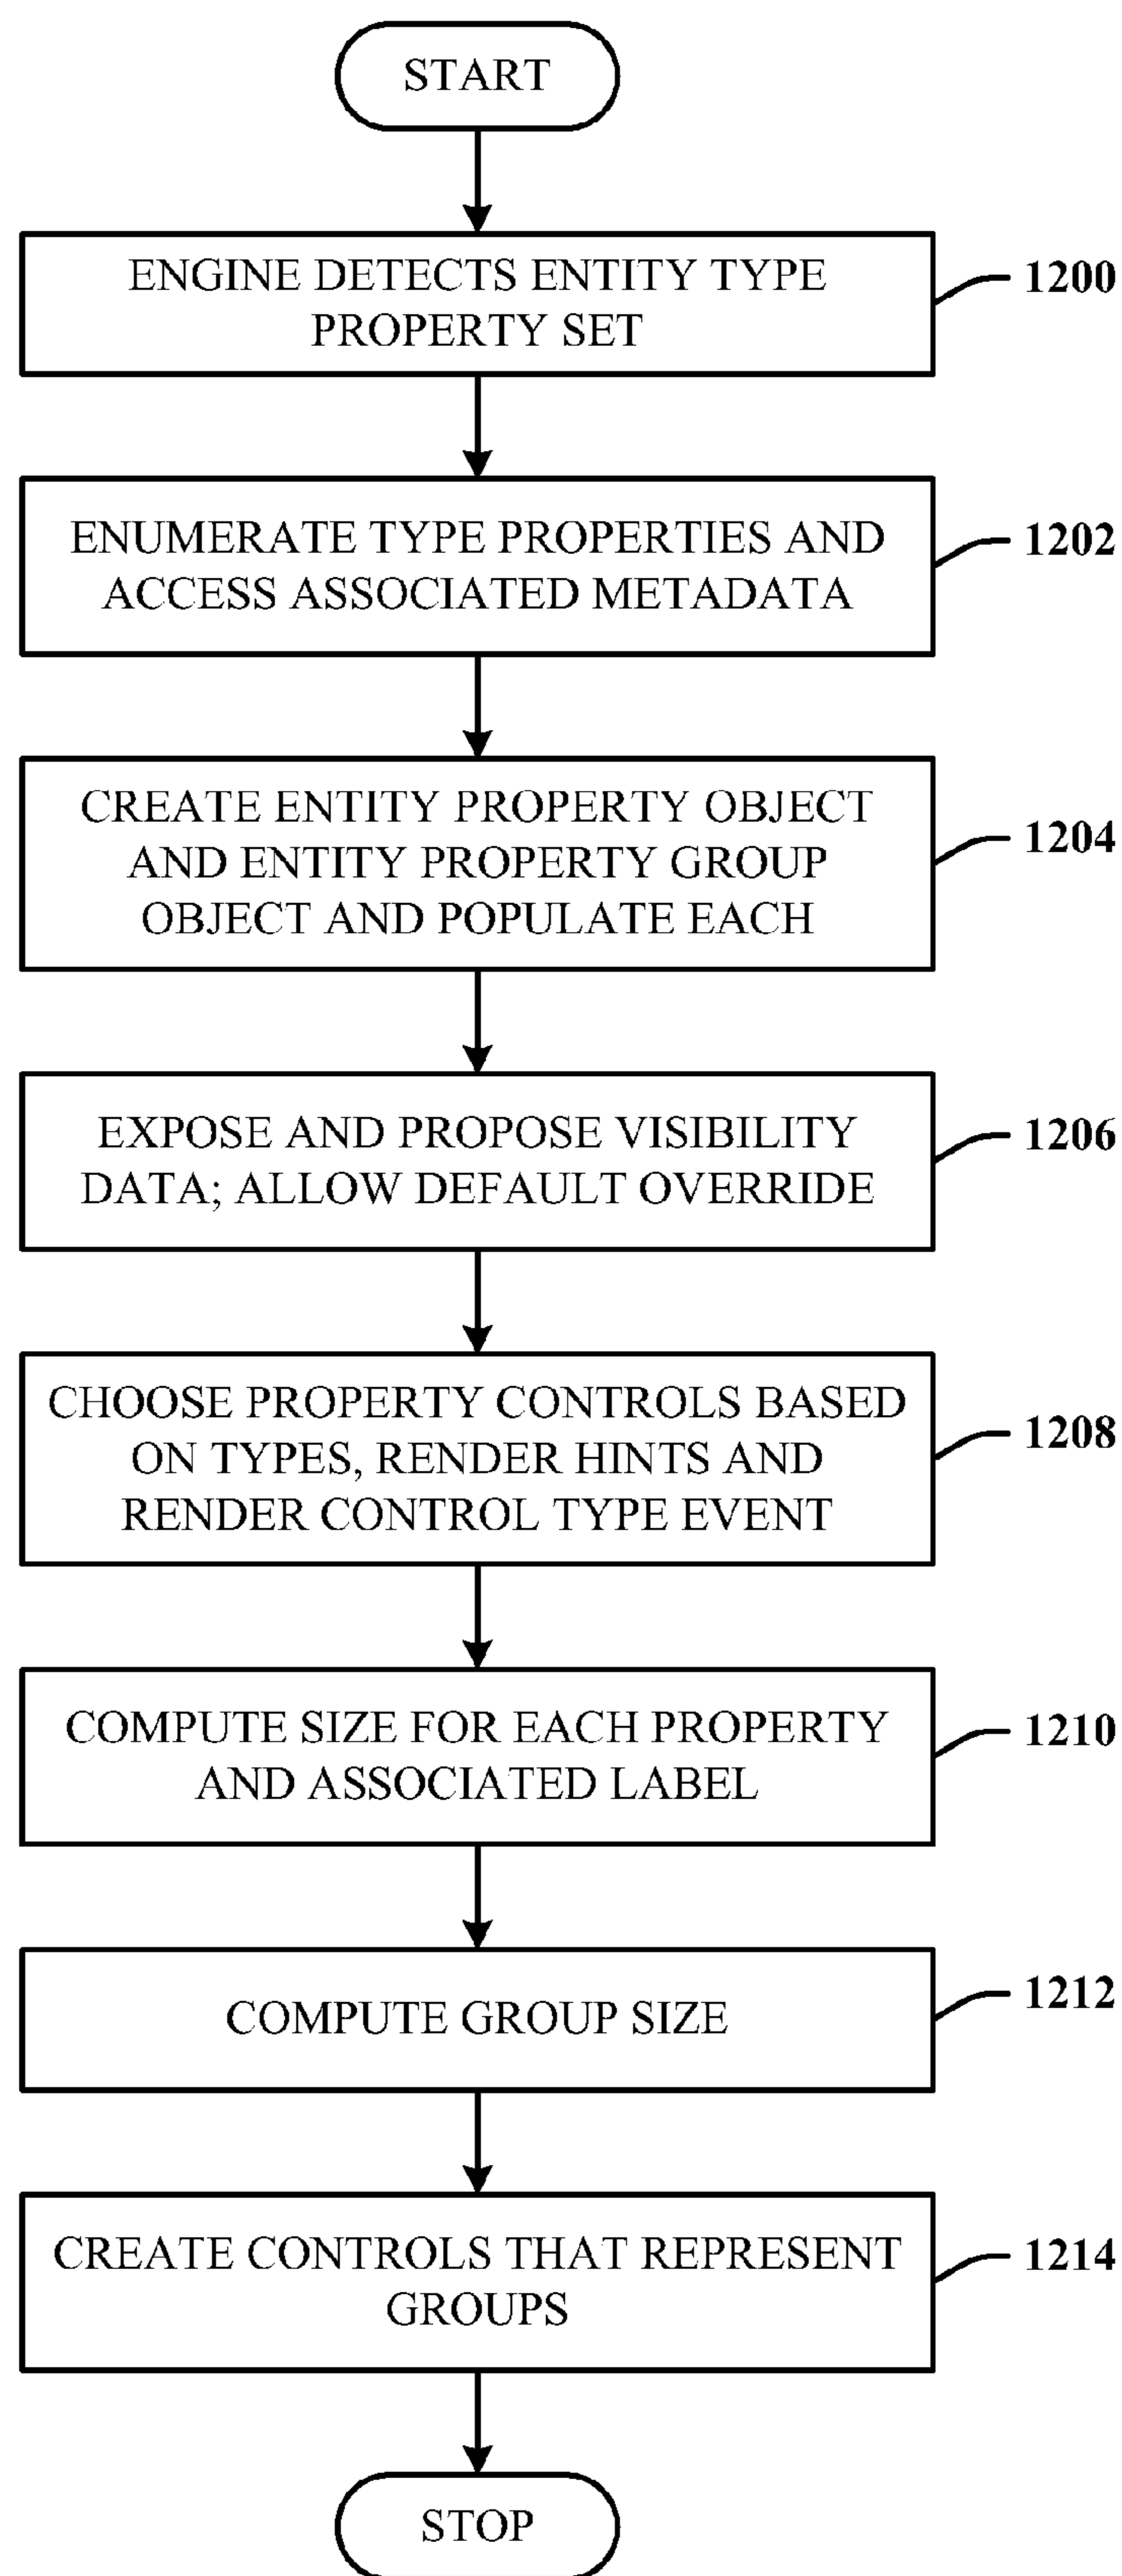 START
ENGINE DETECTS ENTITY TYPE
PROPERTY SET
1200
ENUMERATE TYPE PROPERTIES AND
ACCESS ASSOCIATED METADATA
1202
CREATE ENTITY PROPERTY OBJECT
AND ENTITY PROPERTY GROUP
OBJECT AND POPULATE EACH
1204
EXPOSE AND PROPOSE VISIBILITY
DATA; ALLOW DEFAULT OVERRIDE
1206
CHOOSE PROPERTY CONTROLS BASED
ON TYPES, RENDER HINTS AND
RENDER CONTROL TYPE EVENT
1208
COMPUTE SIZE FOR EACH PROPERTY
AND ASSOCIATED LABEL
1210
COMPUTE GROUP SIZE
1212
CREATE CONTROLS THAT REPRESENT
GROUPS
1214
STOP